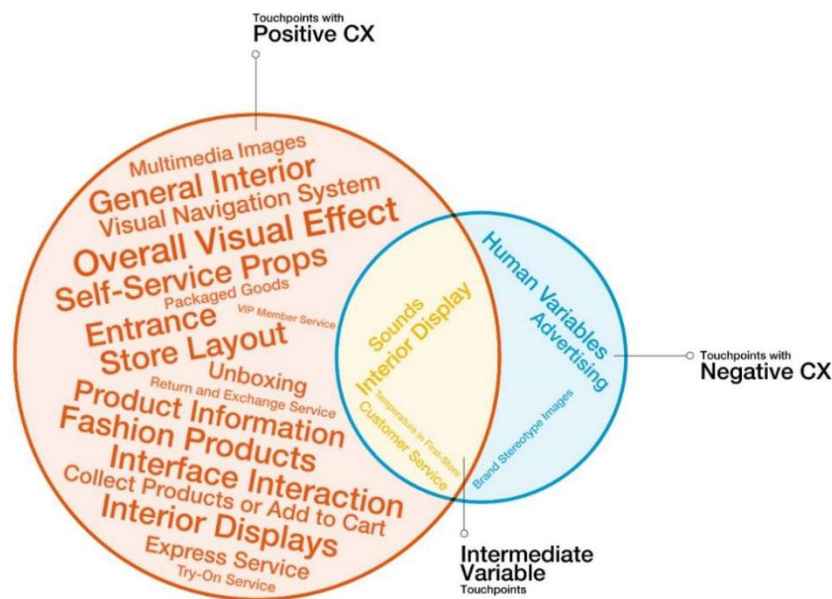 Touchpoints with
Positive CX
Multimedia Images
General Interior
Visual Navigation System
Overall Visual Effect
Self-Service Props
Packaged Goods
VIP Member Service
Entrance
Store Layout
Unboxing
Return and Exchange Service
Product Information
Fashion Products
Interface Interaction
Collect Products or Add to Cart
Interior Displays
Express Service
Try-On Service
Sounds
Interior Display
Temperature in First-Store
Customer Service
Intermediate
Variable
Touchpoints
Human Variables
Advertising
Brand Stereotype Images
Touchpoints with
Negative CX